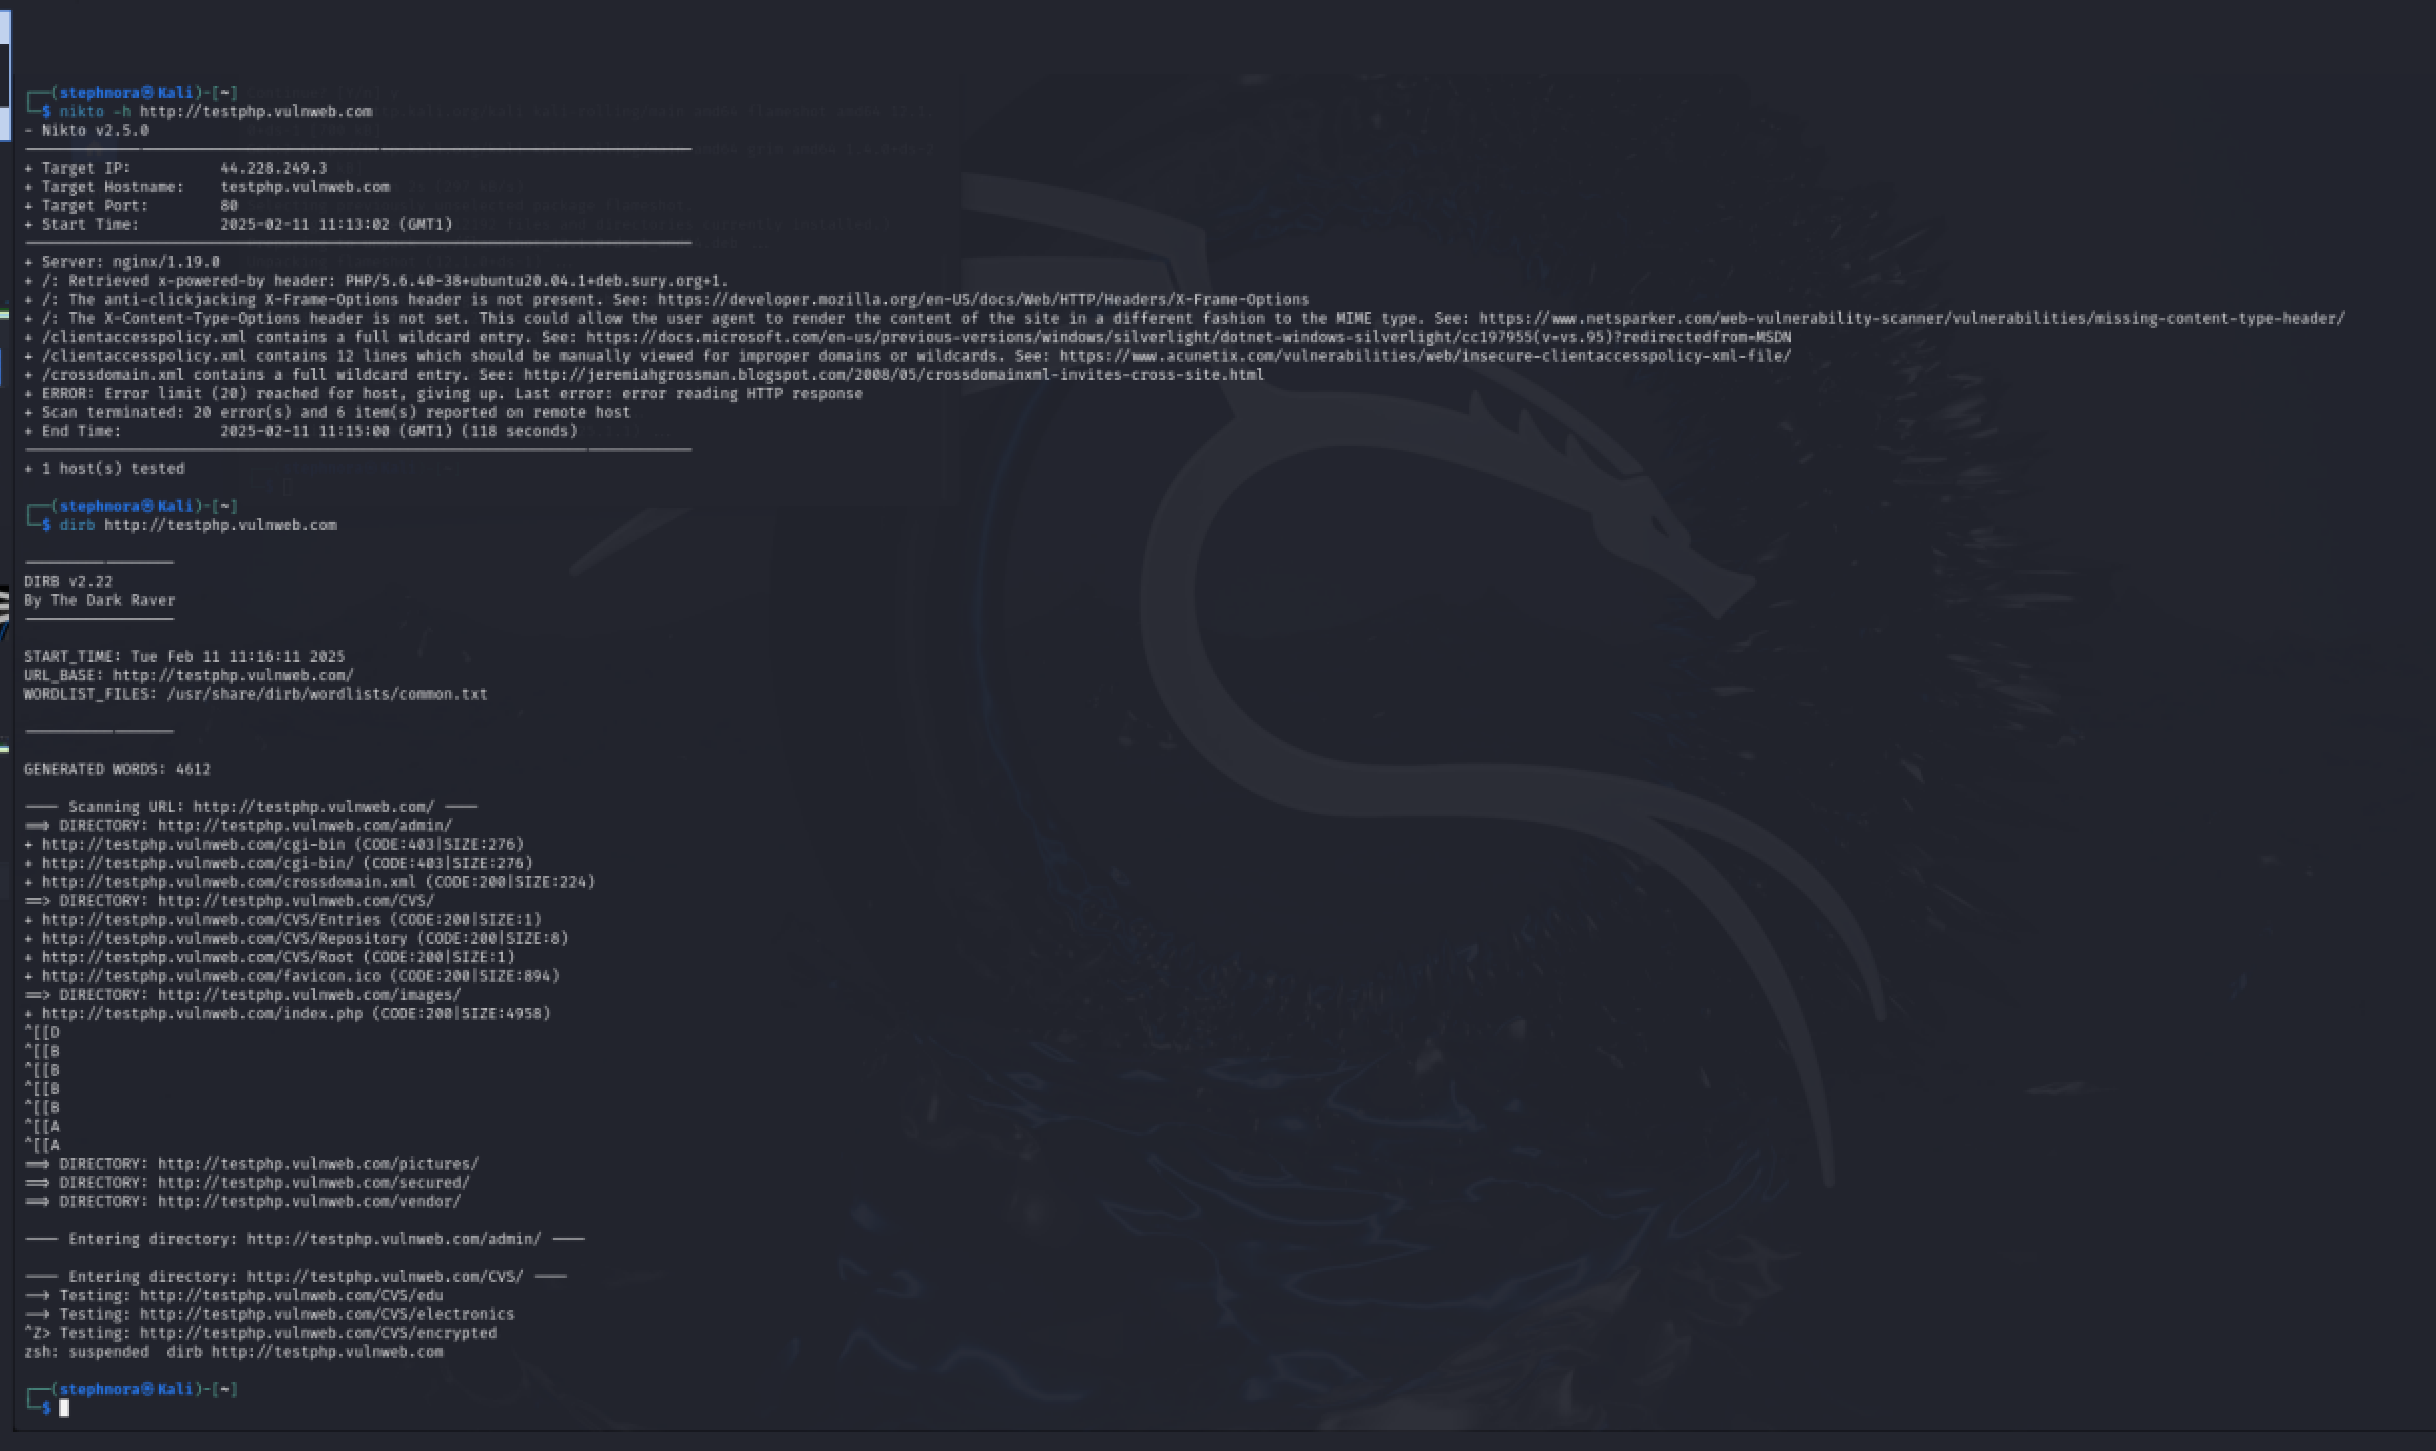 ┌──(stephnora㉿Kali)-[~]
└─$ nikto -h http://testphp.vulnweb.com
- Nikto v2.5.0
+ Target IP: 44.228.249.3
+ Target Hostname: testphp.vulnweb.com
+ Target Port: 80
+ Start Time: 2025-02-11 11:13:02 (GMT1)
+ Server: nginx/1.19.0
+ /: Retrieved x-powered-by header: PHP/5.6.40-38+ubuntu20.04.1+deb.sury.org+1.
+ /: The anti-clickjacking X-Frame-Options header is not present. See: https://developer.mozilla.org/en-US/docs/Web/HTTP/Headers/X-Frame-Options
+ /: The X-Content-Type-Options header is not set. This could allow the user agent to render the content of the site in a different fashion to the MIME type. See: https://www.netsparker.com/web-vulnerability-scanner/vulnerabilities/missing-content-type-header/
+ /clientaccesspolicy.xml contains a full wildcard entry. See: https://docs.microsoft.com/en-us/previous-versions/windows/silverlight/dotnet-windows-silverlight/cc197955(v=vs.95)?redirectedfrom=MSDN
+ /clientaccesspolicy.xml contains 12 lines which should be manually viewed for improper domains or wildcards. See: https://www.acunetix.com/vulnerabilities/web/insecure-clientaccesspolicy-xml-file/
+ /crossdomain.xml contains a full wildcard entry. See: http://jeremiahgrossman.blogspot.com/2008/05/crossdomainxml-invites-cross-site.html
+ ERROR: Error limit (20) reached for host, giving up. Last error: error reading HTTP response
+ Scan terminated: 20 error(s) and 6 item(s) reported on remote host
+ End Time: 2025-02-11 11:15:00 (GMT1) (118 seconds)
+ 1 host(s) tested
┌──(stephnora㉿Kali)-[~]
└─$ dirb http://testphp.vulnweb.com
DIRB v2.22
By The Dark Raver
START_TIME: Tue Feb 11 11:16:11 2025
URL_BASE: http://testphp.vulnweb.com/
WORDLIST_FILES: /usr/share/dirb/wordlists/common.txt
GENERATED WORDS: 4612
---- Scanning URL: http://testphp.vulnweb.com/ ----
==> DIRECTORY: http://testphp.vulnweb.com/admin/
+ http://testphp.vulnweb.com/cgi-bin (CODE:403|SIZE:276)
+ http://testphp.vulnweb.com/cgi-bin/ (CODE:403|SIZE:276)
+ http://testphp.vulnweb.com/crossdomain.xml (CODE:200|SIZE:224)
==> DIRECTORY: http://testphp.vulnweb.com/CVS/
+ http://testphp.vulnweb.com/CVS/Entries (CODE:200|SIZE:1)
+ http://testphp.vulnweb.com/CVS/Repository (CODE:200|SIZE:8)
+ http://testphp.vulnweb.com/CVS/Root (CODE:200|SIZE:1)
+ http://testphp.vulnweb.com/favicon.ico (CODE:200|SIZE:894)
==> DIRECTORY: http://testphp.vulnweb.com/images/
+ http://testphp.vulnweb.com/index.php (CODE:200|SIZE:4958)
^[[D
^[[B
^[[B
^[[B
^[[B
^[[A
^[[A
==> DIRECTORY: http://testphp.vulnweb.com/pictures/
==> DIRECTORY: http://testphp.vulnweb.com/secured/
==> DIRECTORY: http://testphp.vulnweb.com/vendor/
---- Entering directory: http://testphp.vulnweb.com/admin/ ----
---- Entering directory: http://testphp.vulnweb.com/CVS/ ----
--> Testing: http://testphp.vulnweb.com/CVS/edu
--> Testing: http://testphp.vulnweb.com/CVS/electronics
^Z> Testing: http://testphp.vulnweb.com/CVS/encrypted
zsh: suspended dirb http://testphp.vulnweb.com
┌──(stephnora㉿Kali)-[~]
└─$